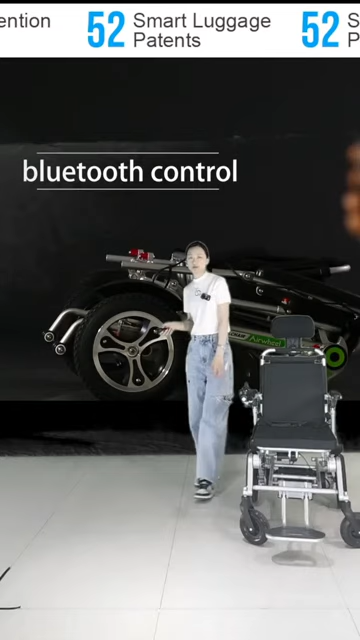 ention
52 Smart Luggage
Patents
52 S
P
bluetooth control
Airwheel